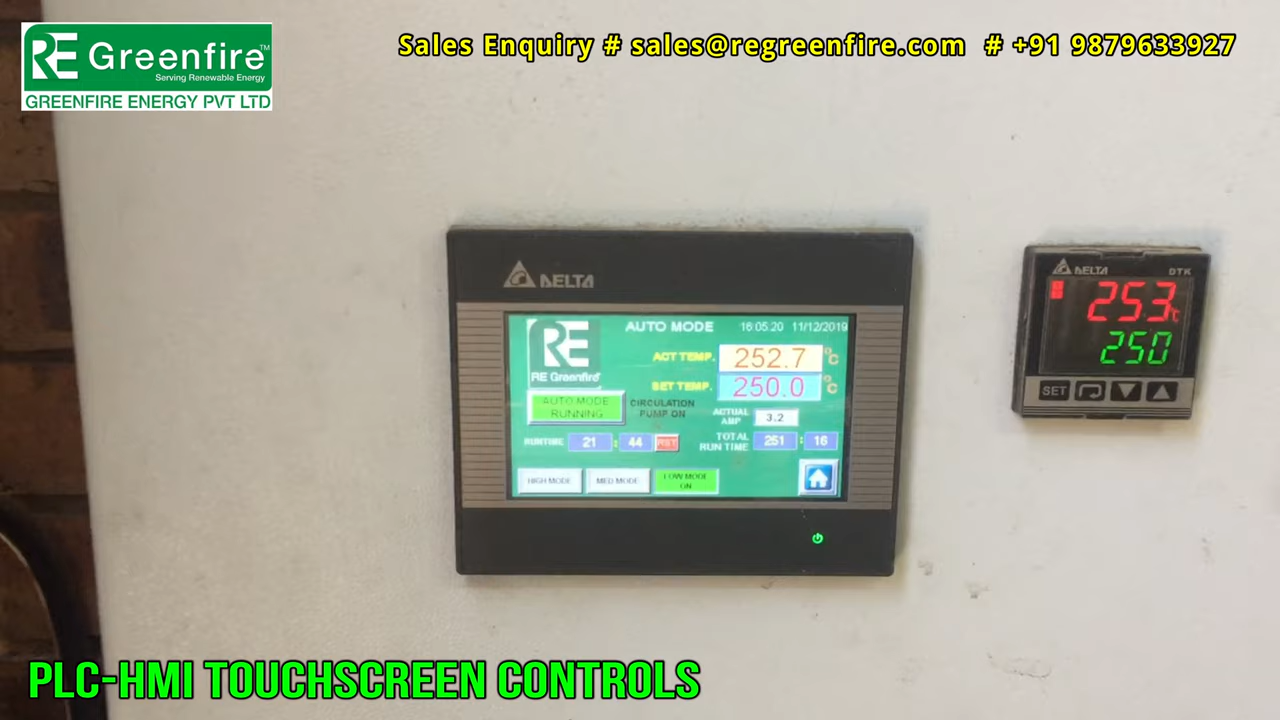 RE Greenfire™
Serving Renewable Energy
GREENFIRE ENERGY PVT LTD
Sales Enquiry # sales@regreenfire.com # +91 9879633927
DELTA
AUTO MODE 16:05:20 11/12/2019
RE
RE Greenfire
ACT TEMP. 252.7 °C
SET TEMP. 250.0 °C
AUTO MODE
RUNNING
CIRCULATION
PUMP ON
ACTUAL
AMP 3.2
RUNTIME 21 : 44 RST
TOTAL
RUN TIME 251 : 16
HIGH MODE MED MODE LOW MODE
ON
DELTA DTK
253 °C
250
SET
PLC-HMI TOUCHSCREEN CONTROLS